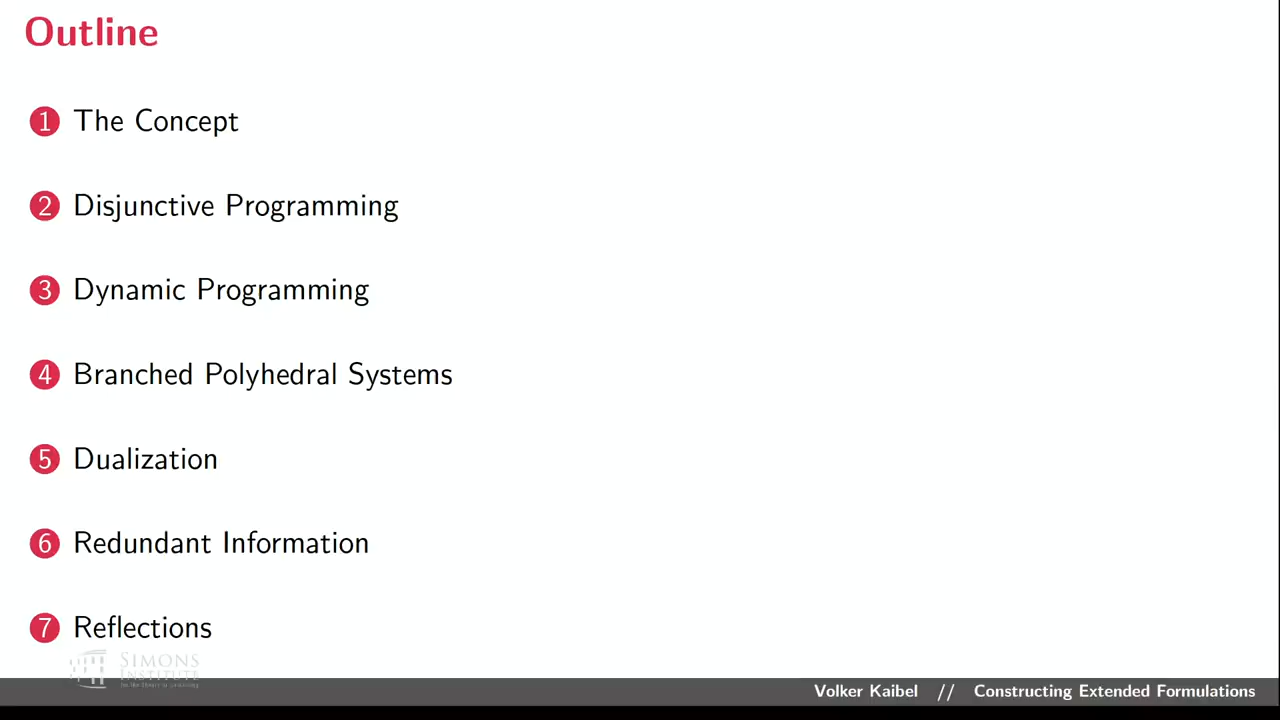 Outline
1 The Concept
2 Disjunctive Programming
3 Dynamic Programming
4 Branched Polyhedral Systems
5 Dualization
6 Redundant Information
7 Reflections
SIMONS
INSTITUTE
Volker Kaibel // Constructing Extended Formulations